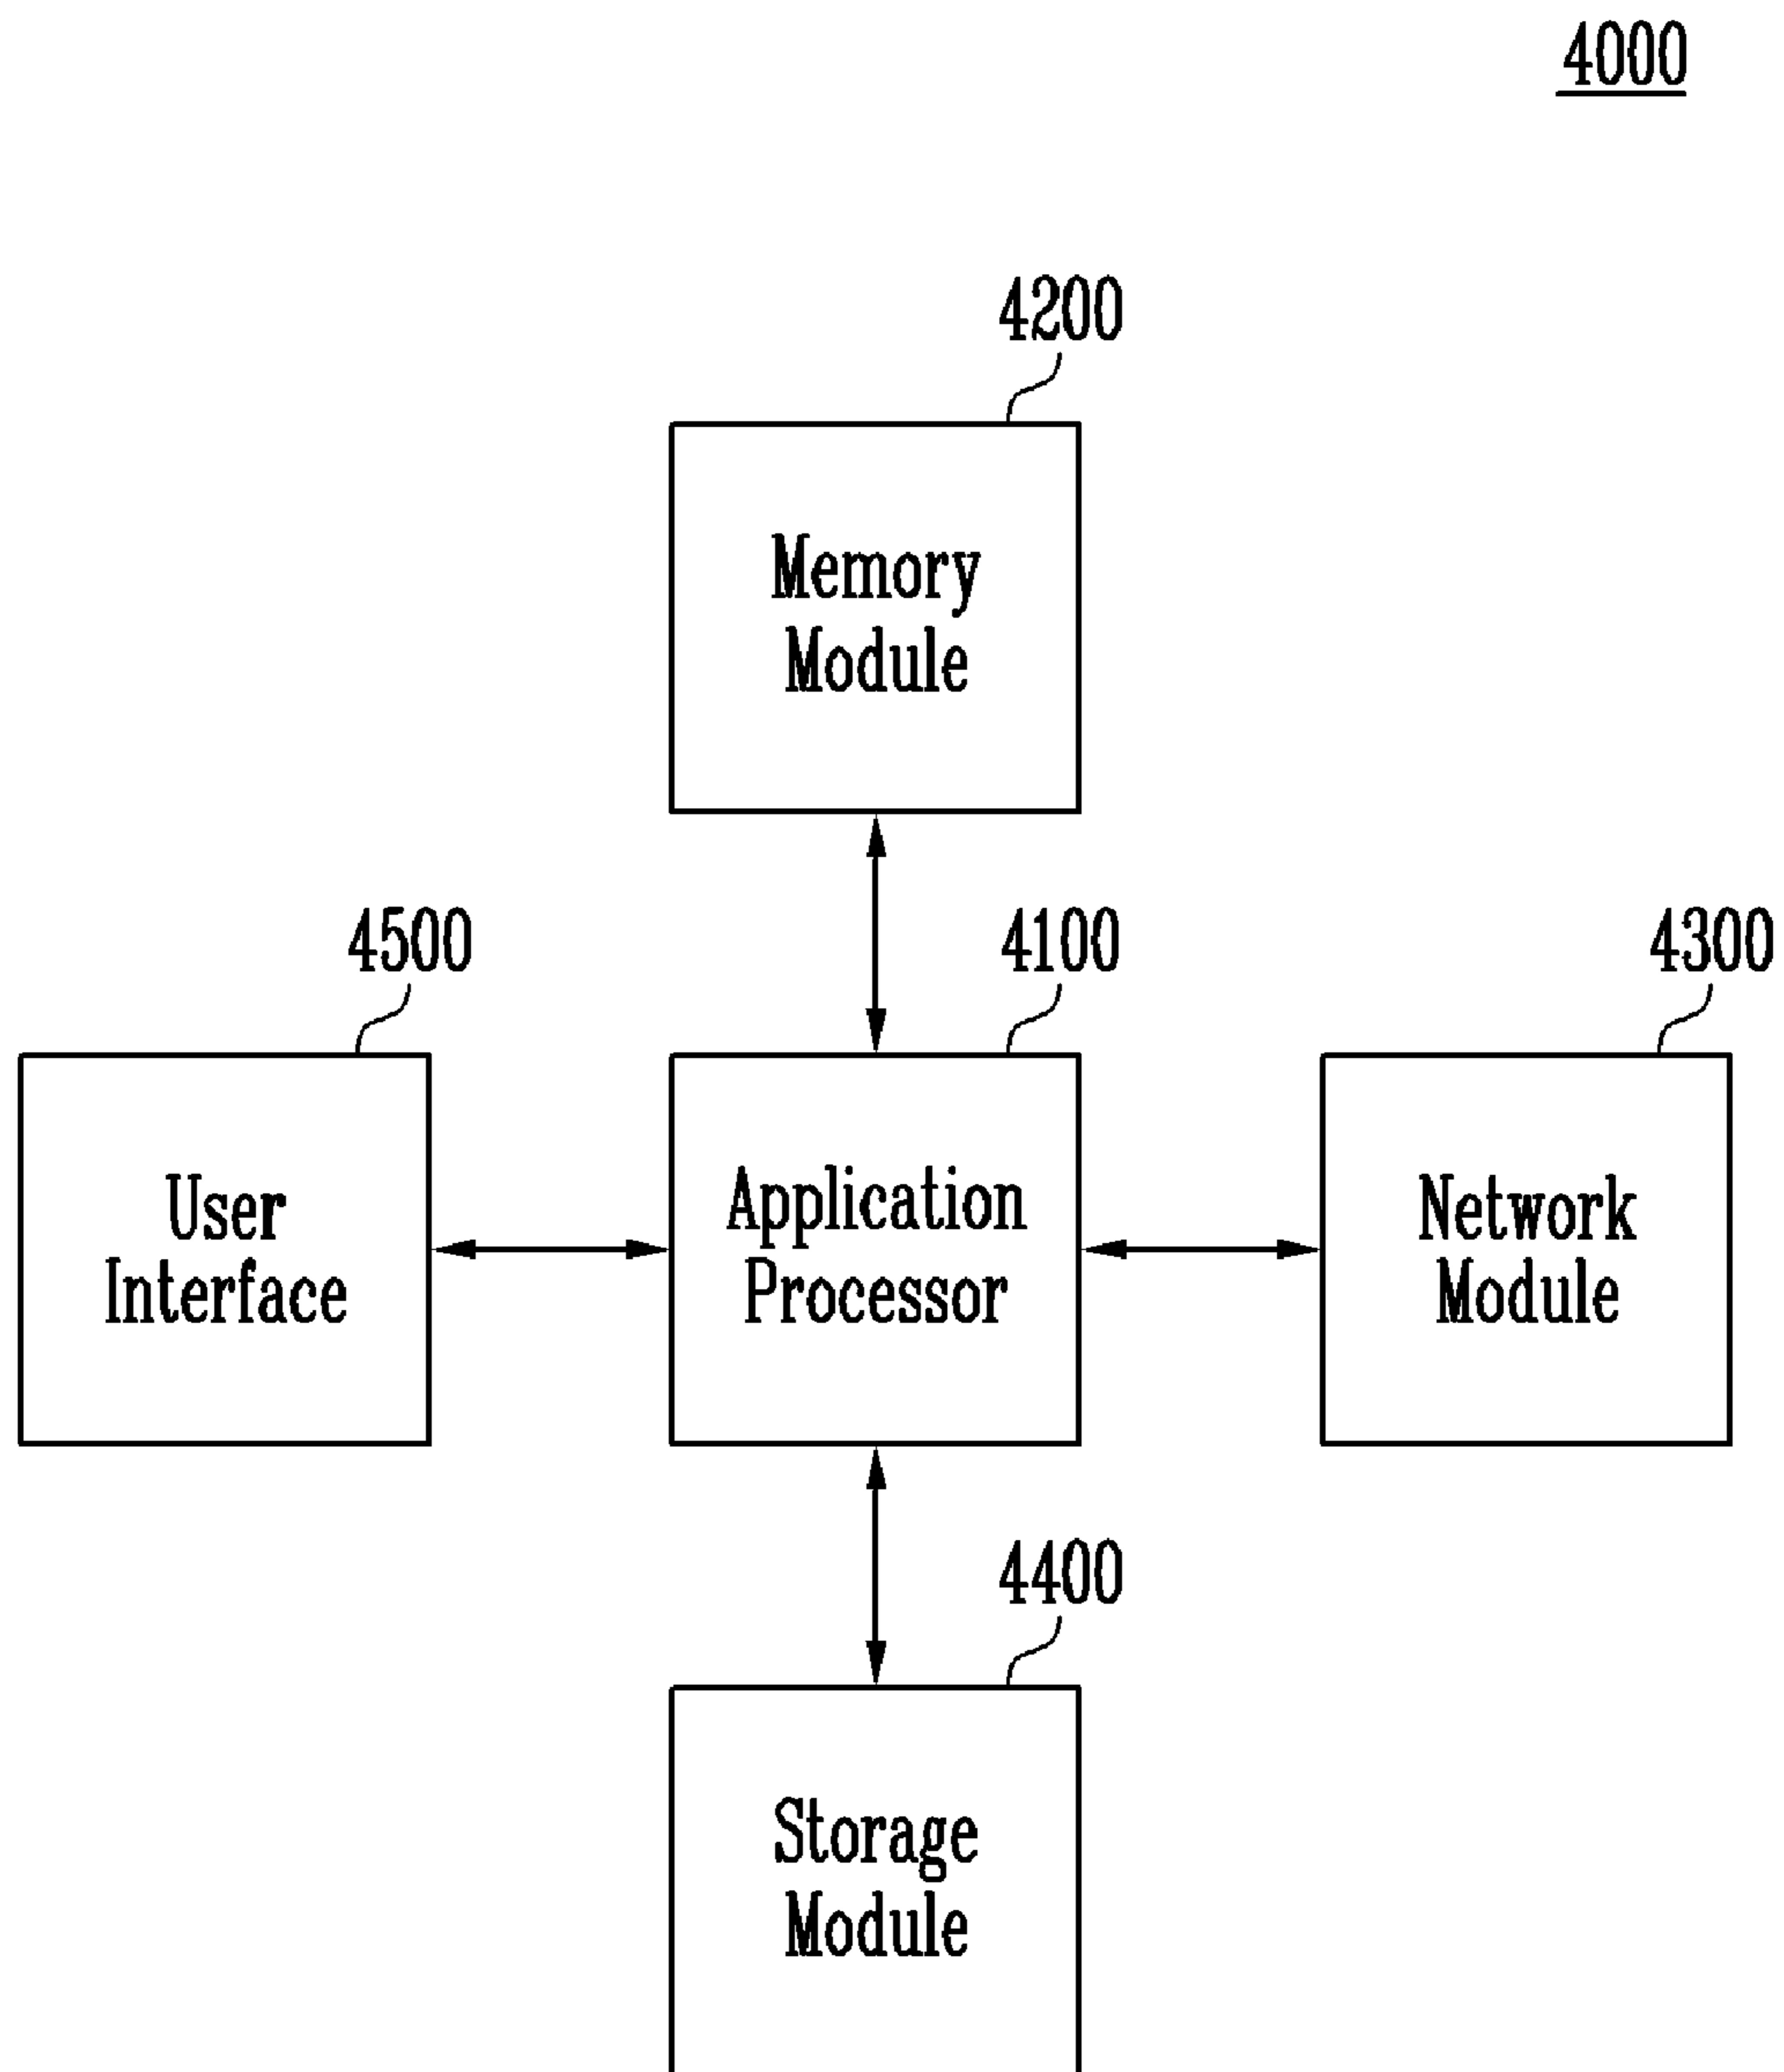 4000
4200
Memory
Module
4500
4100
4300
User
Interface
Application
Processor
Network
Module
4400
Storage
Module